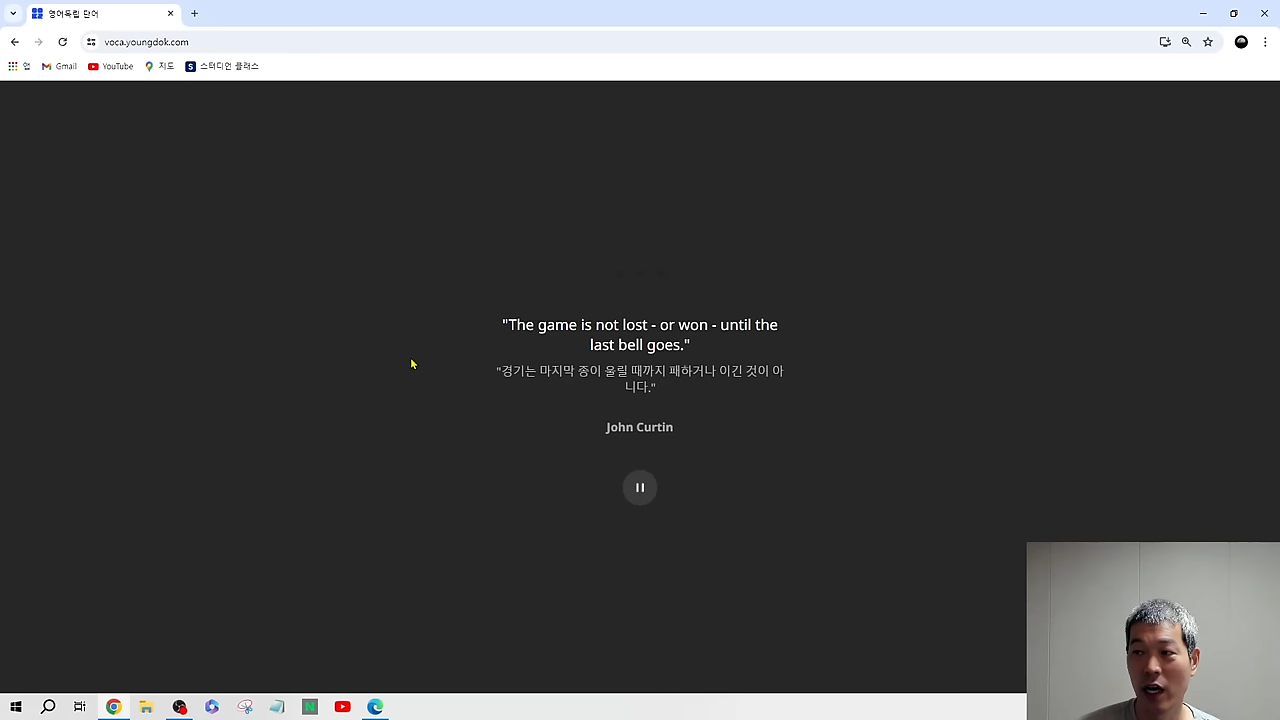 영어독립 단어
voca.youngdok.com
앱 Gmail YouTube 지도 스터디언 클래스
"The game is not lost - or won - until the
last bell goes."
"경기는 마지막 종이 울릴 때까지 패하거나 이긴 것이 아
니다."
John Curtin